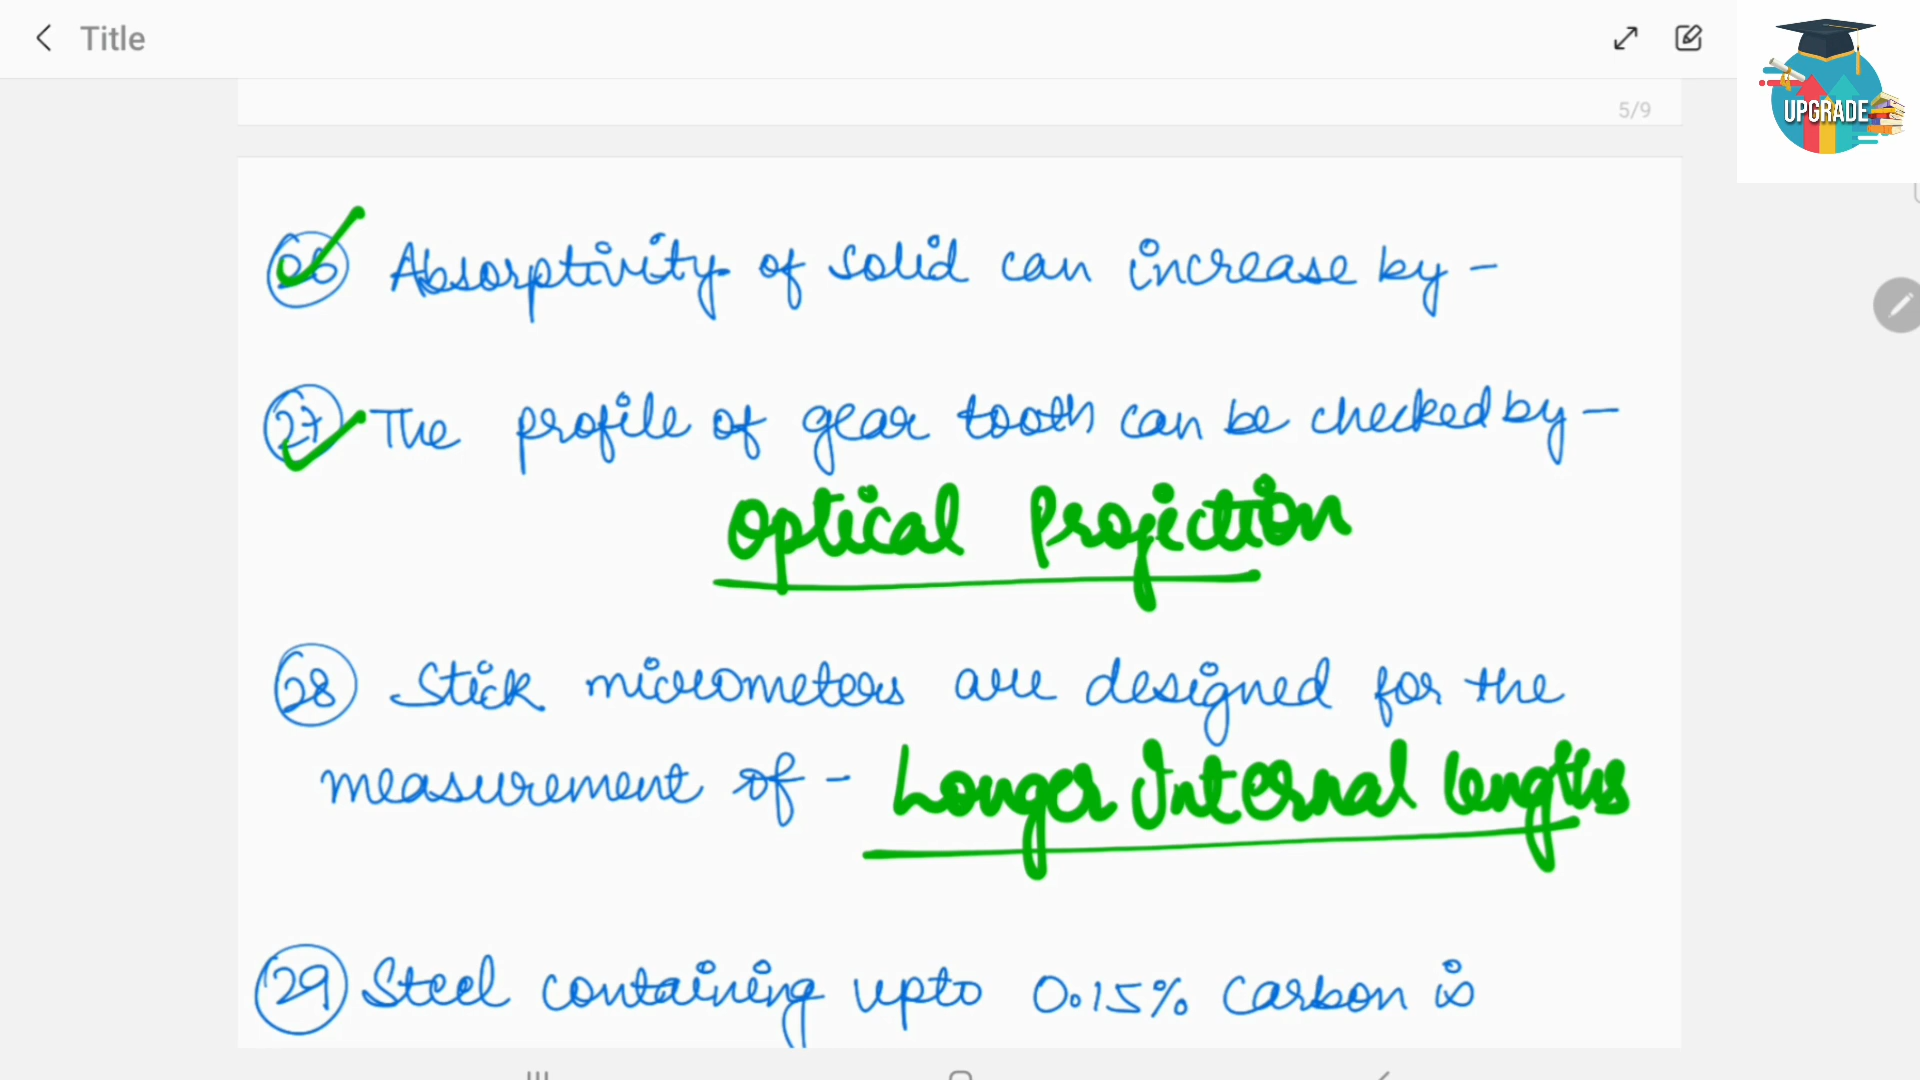 Title
UPGRADE
5/9
26 Absorptivity of solid can increase by -
27 The profile of gear tooth can be checked by -
Optical Projection
28 Stick micrometers are designed for the
measurement of - Longer Internal lengths
29 Steel containing upto 0.15% carbon is